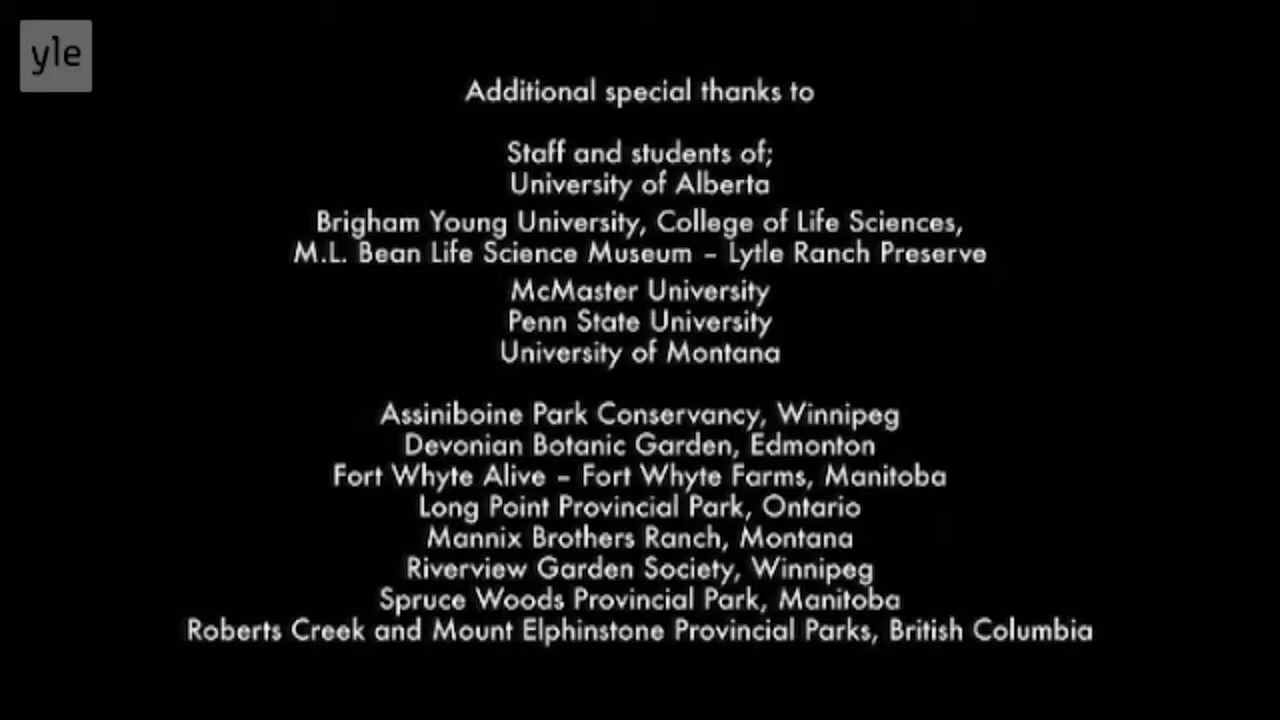 yle
Additional special thanks to
Staff and students of;
University of Alberta
Brigham Young University, College of Life Sciences,
M.L. Bean Life Science Museum – Lytle Ranch Preserve
McMaster University
Penn State University
University of Montana
Assiniboine Park Conservancy, Winnipeg
Devonian Botanic Garden, Edmonton
Fort Whyte Alive – Fort Whyte Farms, Manitoba
Long Point Provincial Park, Ontario
Mannix Brothers Ranch, Montana
Riverview Garden Society, Winnipeg
Spruce Woods Provincial Park, Manitoba
Roberts Creek and Mount Elphinstone Provincial Parks, British Columbia